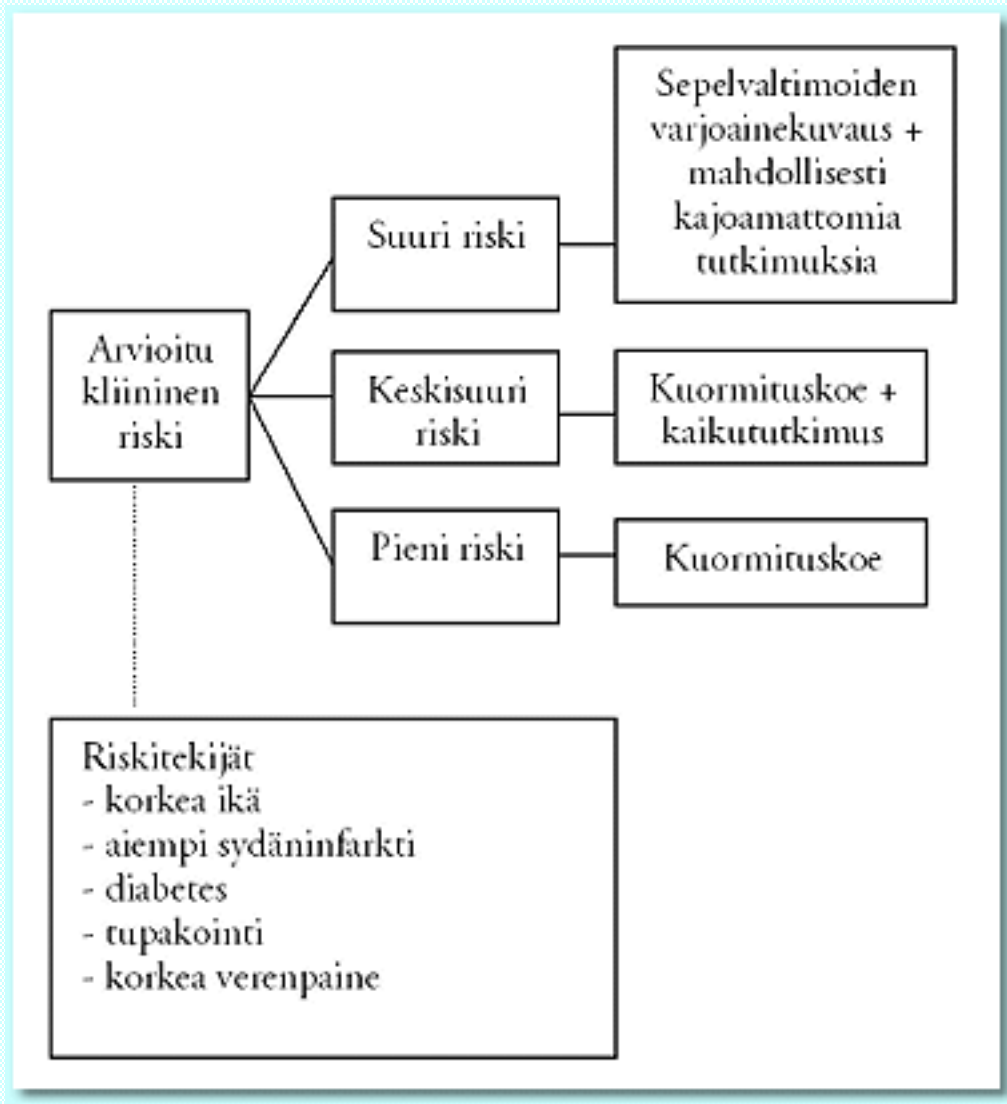 Arvioitu
kliininen
riski
Suuri riski
Sepelvaltimoiden
varjoainekuvaus +
mahdollisesti
kajoamattomia
tutkimuksia
Keskisuuri
riski
Kuormituskoe +
kaikututkimus
Pieni riski
Kuormituskoe
Riskitekijät
- korkea ikä
- aiempi sydäninfarkti
- diabetes
- tupakointi
- korkea verenpaine